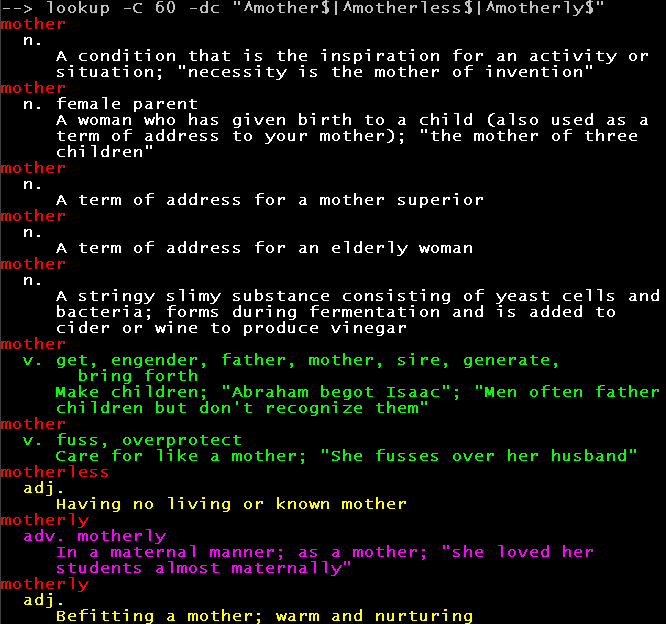 --> lookup -C 60 -dc "^mother$|^motherless$|^motherly$"
mother
n.
A condition that is the inspiration for an activity or
situation; "necessity is the mother of invention"
mother
n. female parent
A woman who has given birth to a child (also used as a
term of address to your mother); "the mother of three
children"
mother
n.
A term of address for a mother superior
mother
n.
A term of address for an elderly woman
mother
n.
A stringy slimy substance consisting of yeast cells and
bacteria; forms during fermentation and is added to
cider or wine to produce vinegar
mother
v. get, engender, father, mother, sire, generate,
bring forth
Make children; "Abraham begot Isaac"; "Men often father
children but don't recognize them"
mother
v. fuss, overprotect
Care for like a mother; "She fusses over her husband"
motherless
adj.
Having no living or known mother
motherly
adv. motherly
In a maternal manner; as a mother; "she loved her
students almost maternally"
motherly
adj.
Befitting a mother; warm and nurturing